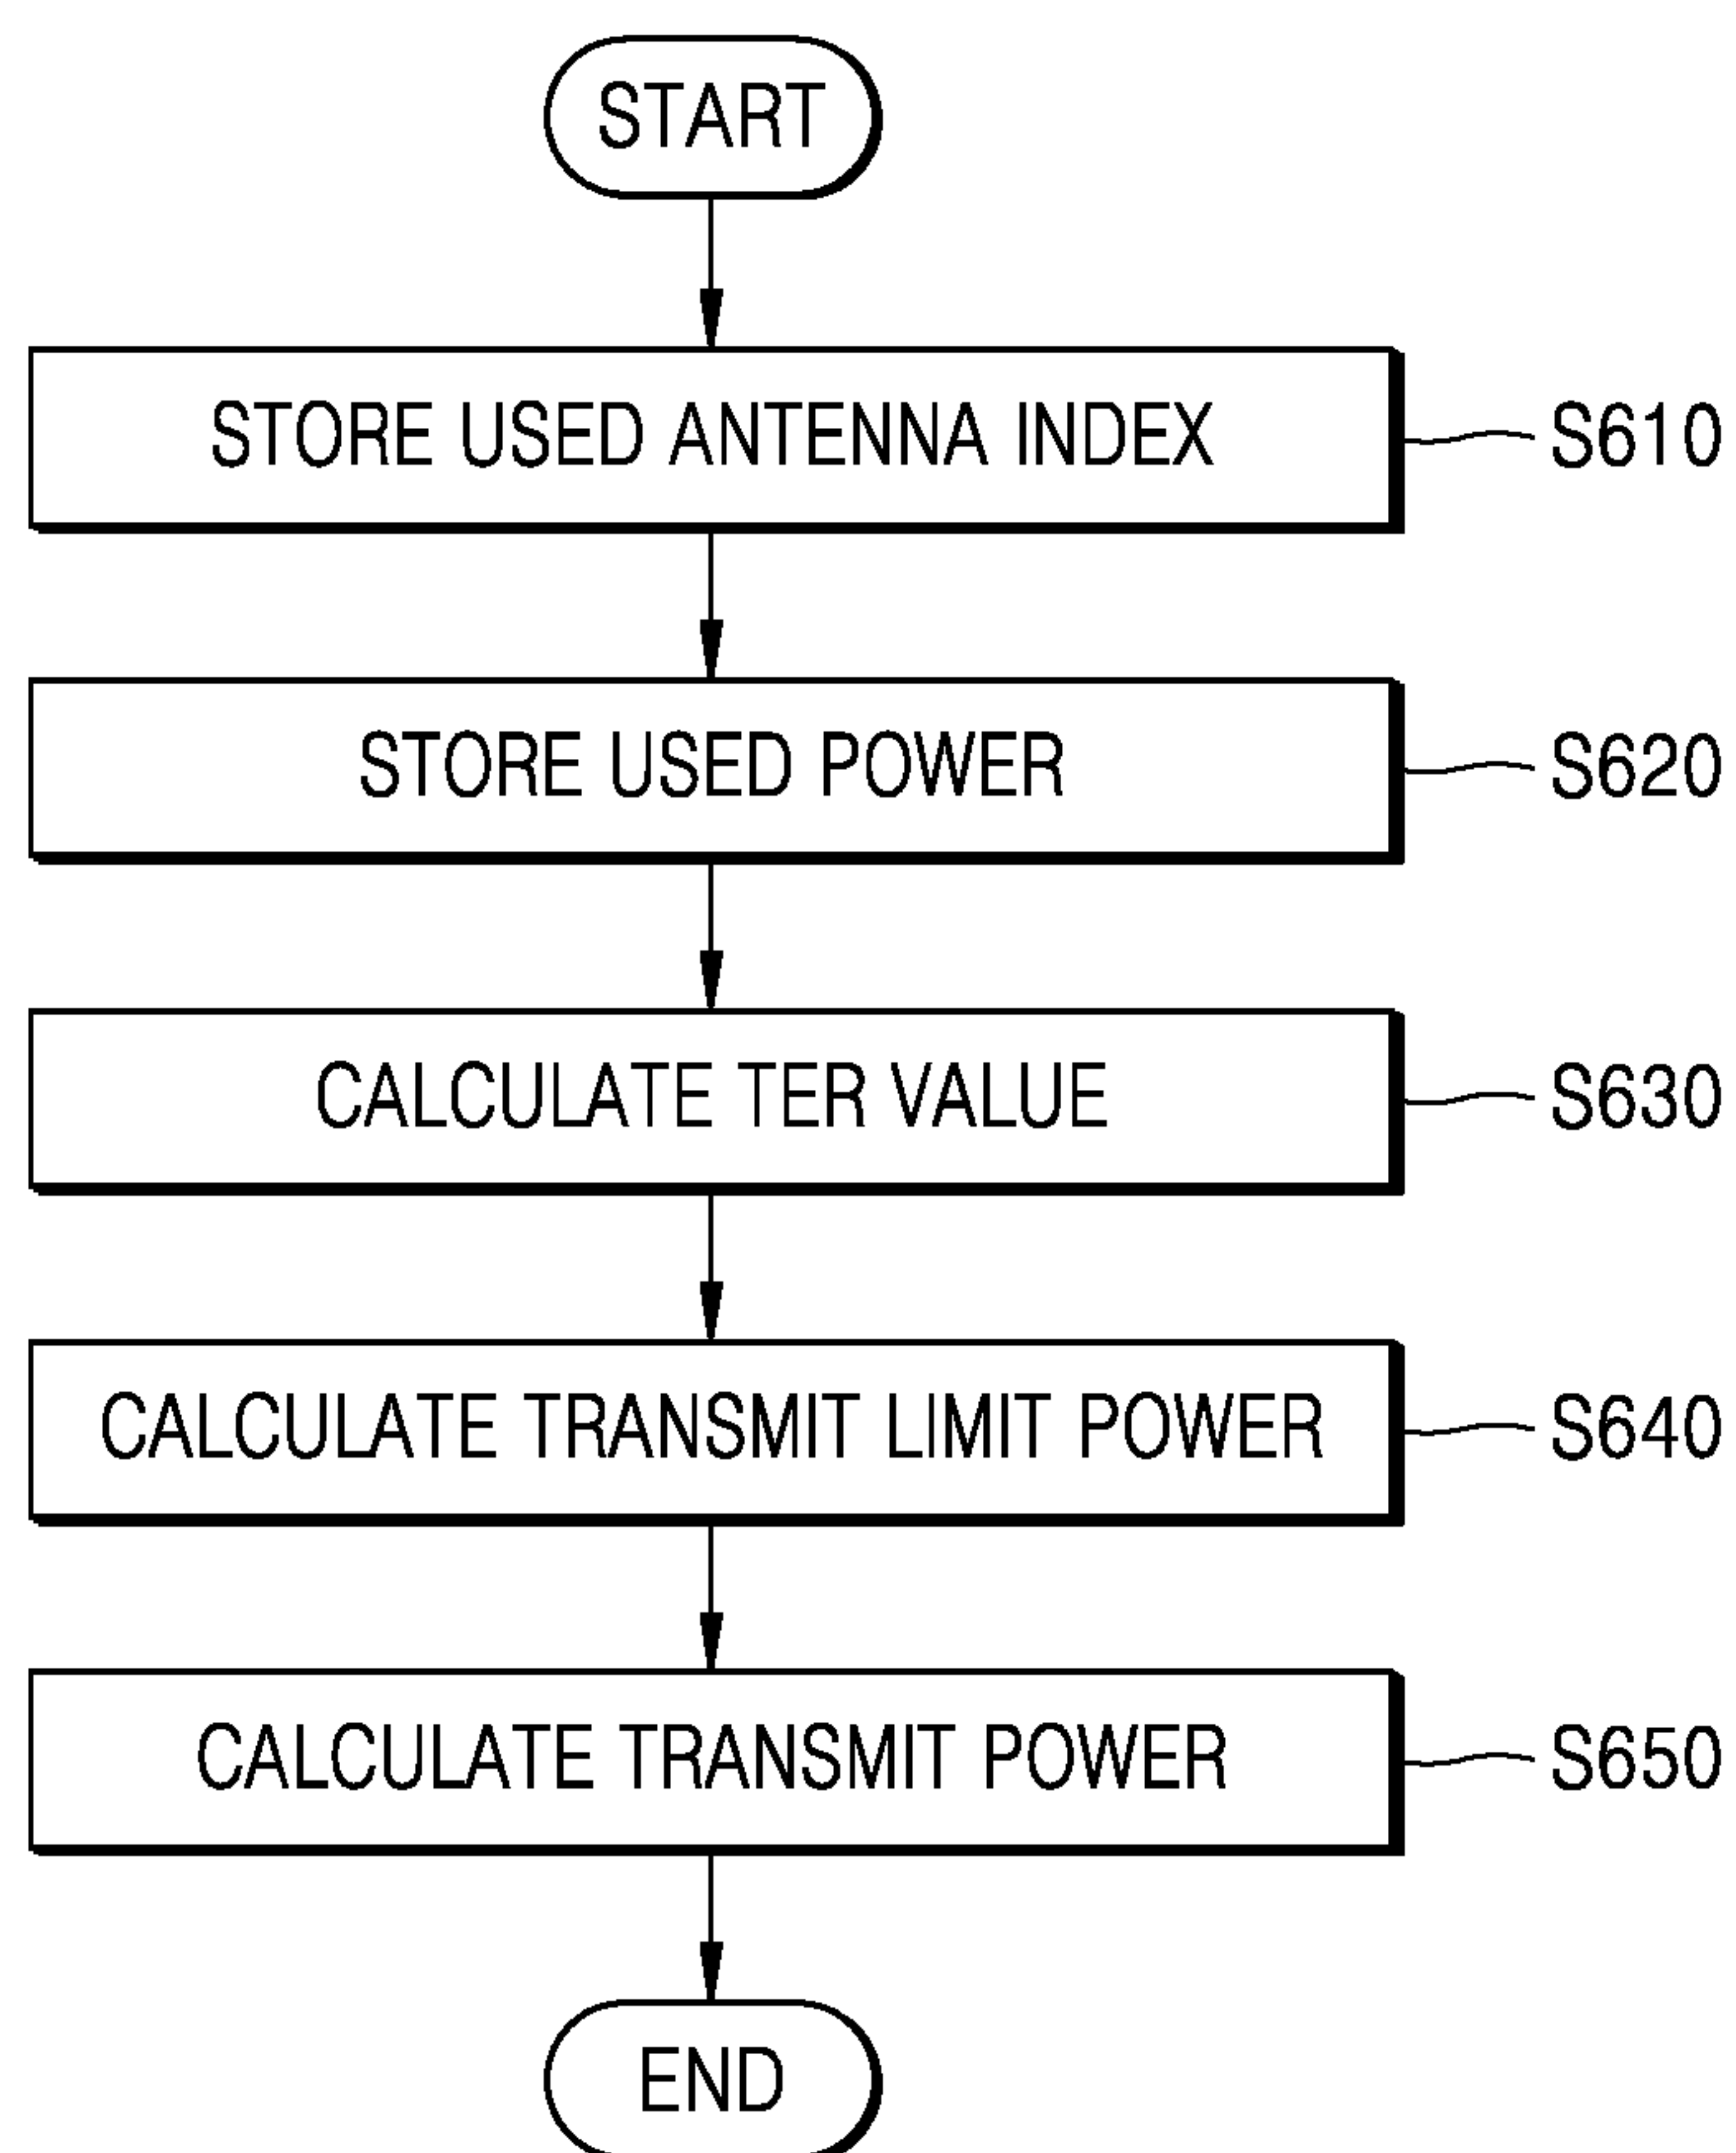 START
STORE USED ANTENNA INDEX
S610
STORE USED POWER
S620
CALCULATE TER VALUE
S630
CALCULATE TRANSMIT LIMIT POWER
S640
CALCULATE TRANSMIT POWER
S650
END